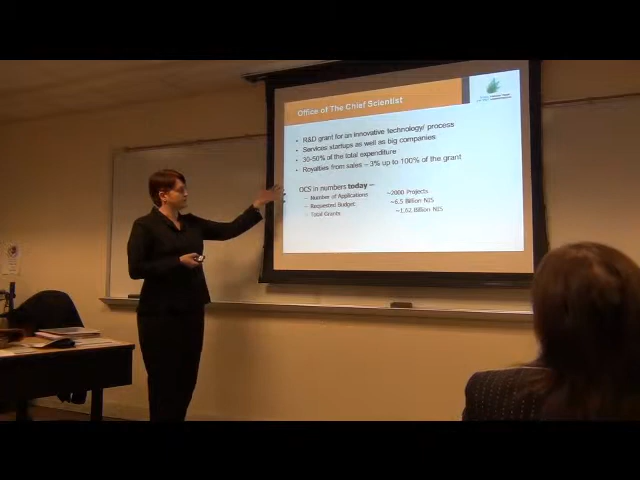 Office of The Chief Scientist
• R&D grant for an innovative technology/ process
• Services startups as well as big companies
• 30-50% of the total expenditure
• Royalties from sales – 3% up to 100% of the grant
OCS in numbers today –
– Number of Applications ~2000 Projects
– Requested Budget ~6.5 Billion NIS
– Total Grants ~1.62 Billion NIS